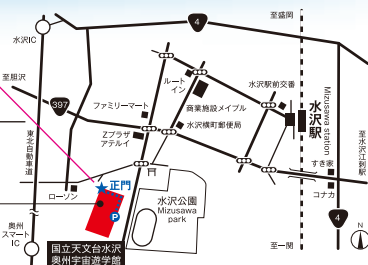 至盛岡
4
水沢IC
至胆沢
ルート
イン
水沢駅前交番
397
ファミリーマート
商業施設メイプル
水沢横町郵便局
Zプラザ
アテルイ
水沢駅
Mizusawa station
東北自動車道
至水沢江刺駅
すき家
コナカ
正門
ローソン
P
水沢公園
Mizusawa
park
4
N
奥州
スマート
IC
国立天文台水沢
奥州宇宙遊学館
至一関